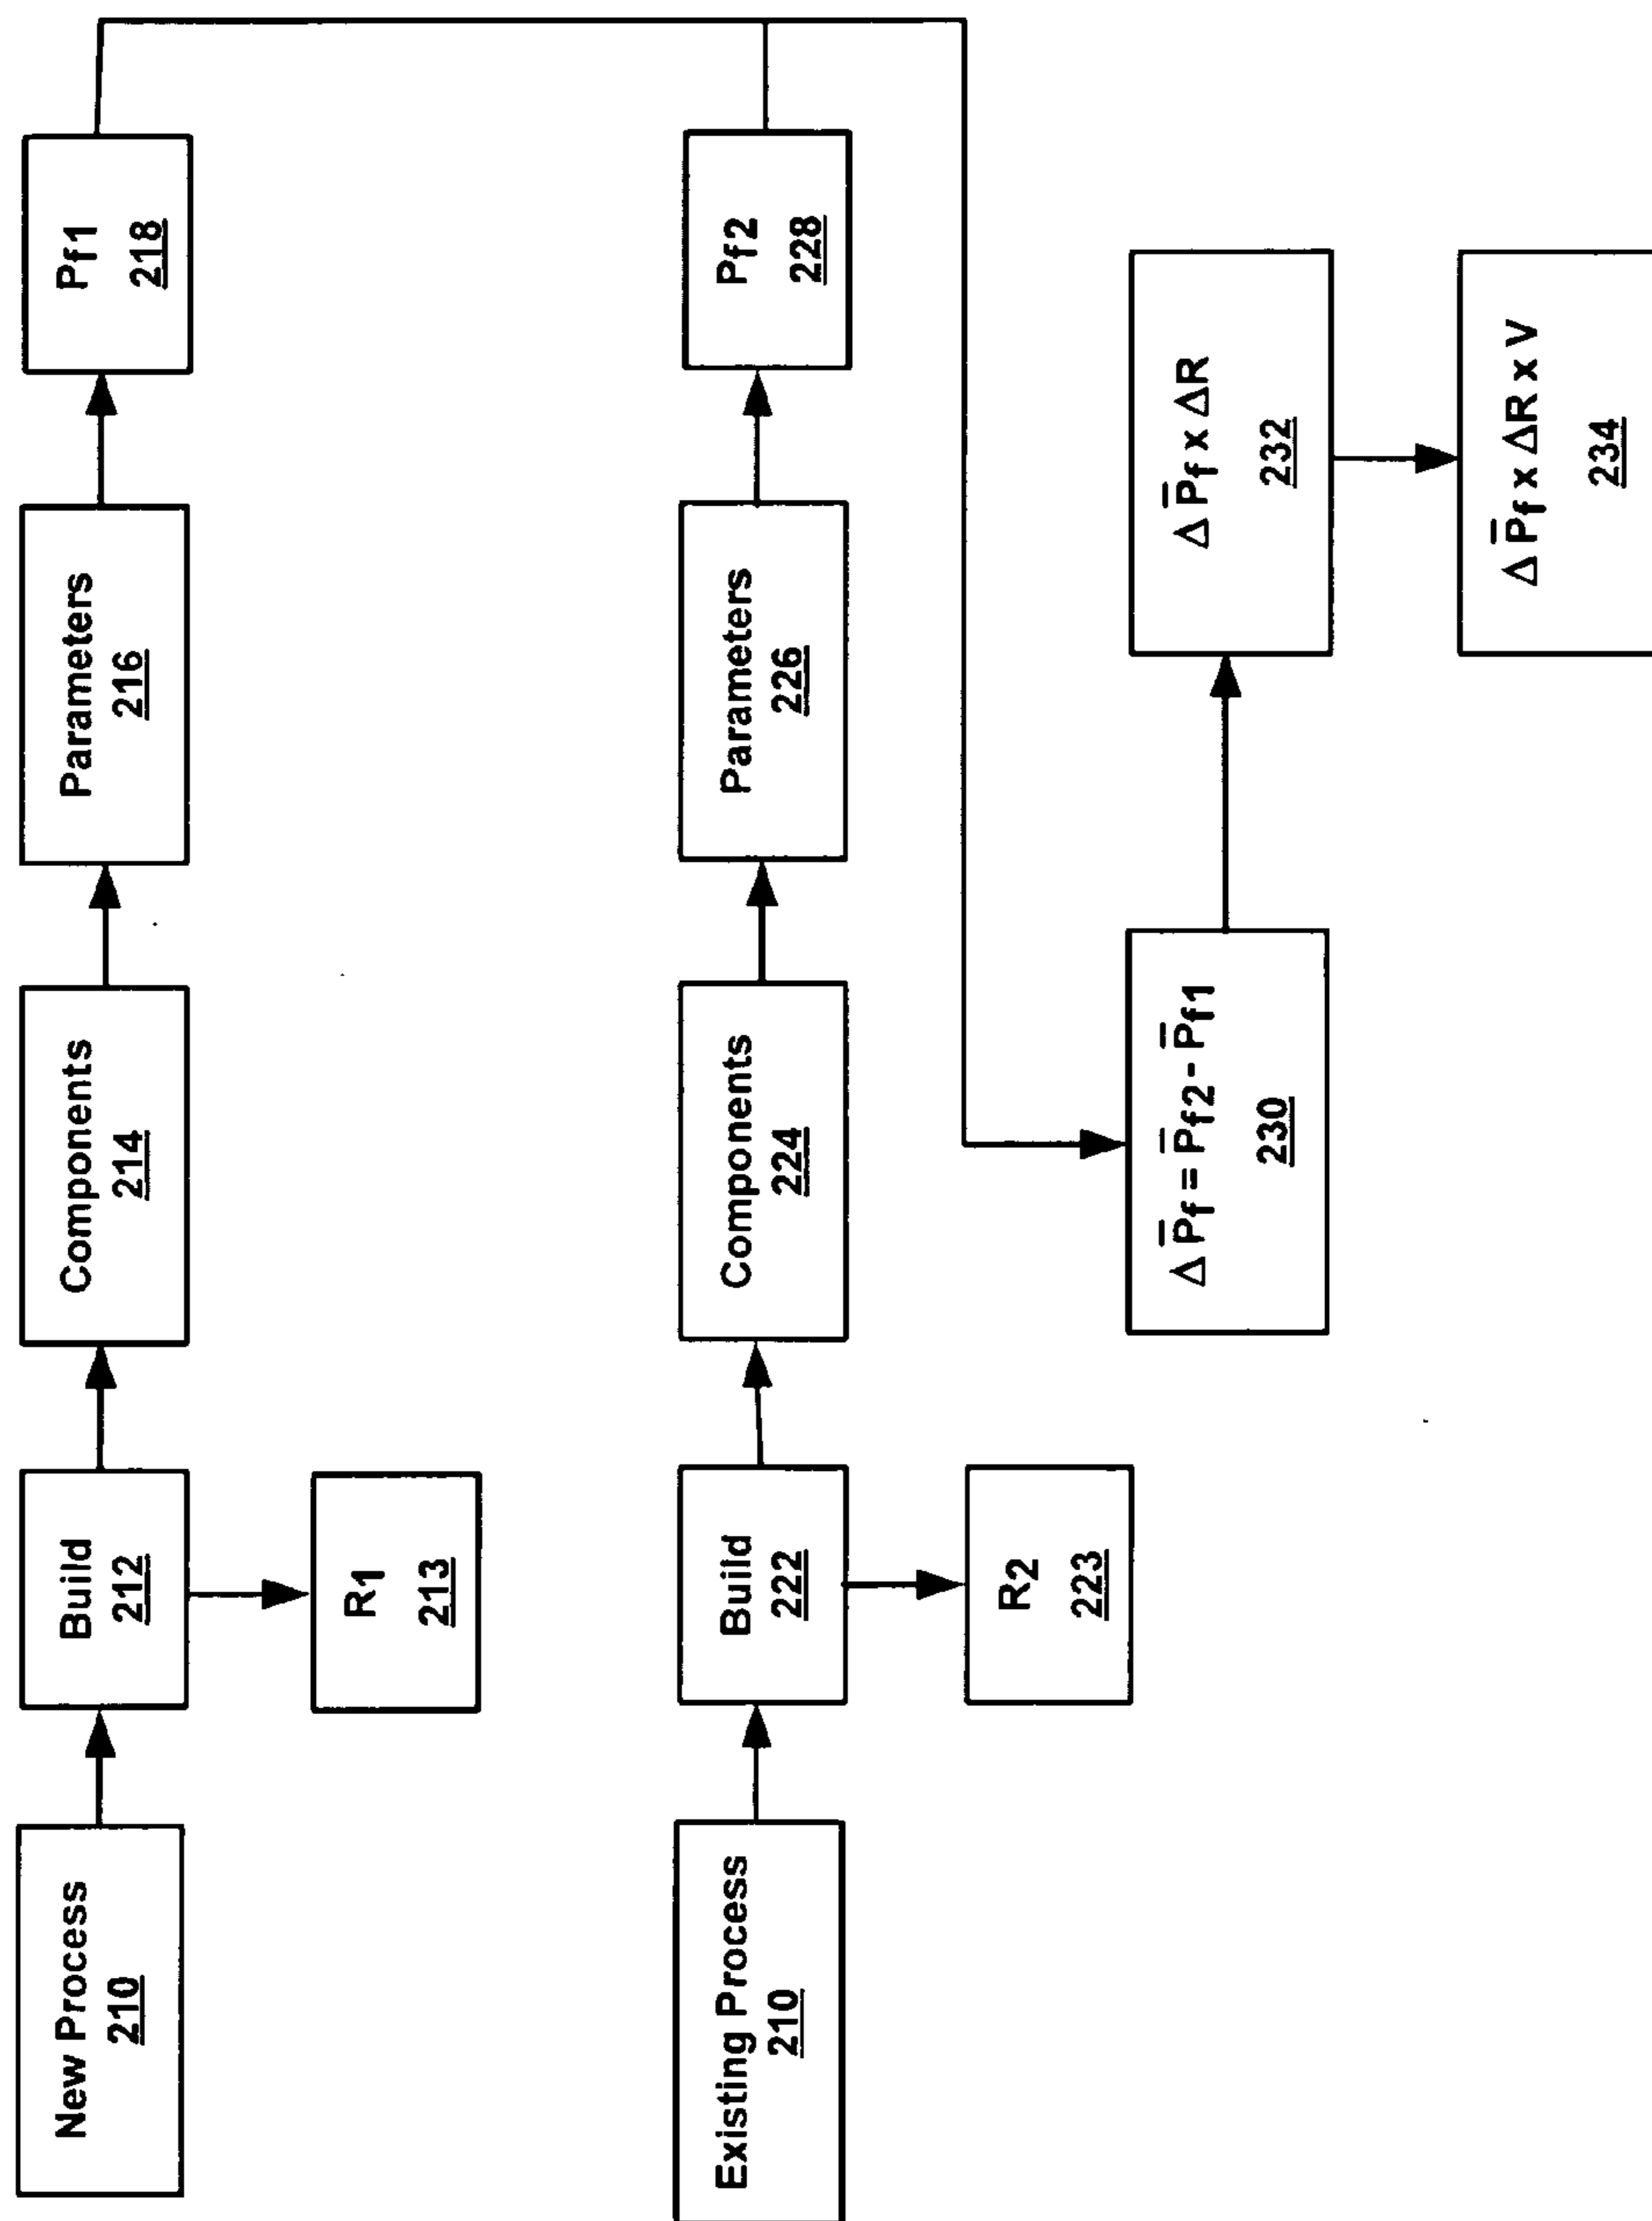 New Process
210
Build
212
Components
214
Parameters
216
Pf1
218
R1
213
Existing Process
210
Build
222
Components
224
Parameters
226
Pf2
228
R2
223
Δ P̅f = P̅f2 - P̅f1
230
Δ P̅f x ΔR
232
Δ P̅f x ΔR x V
234